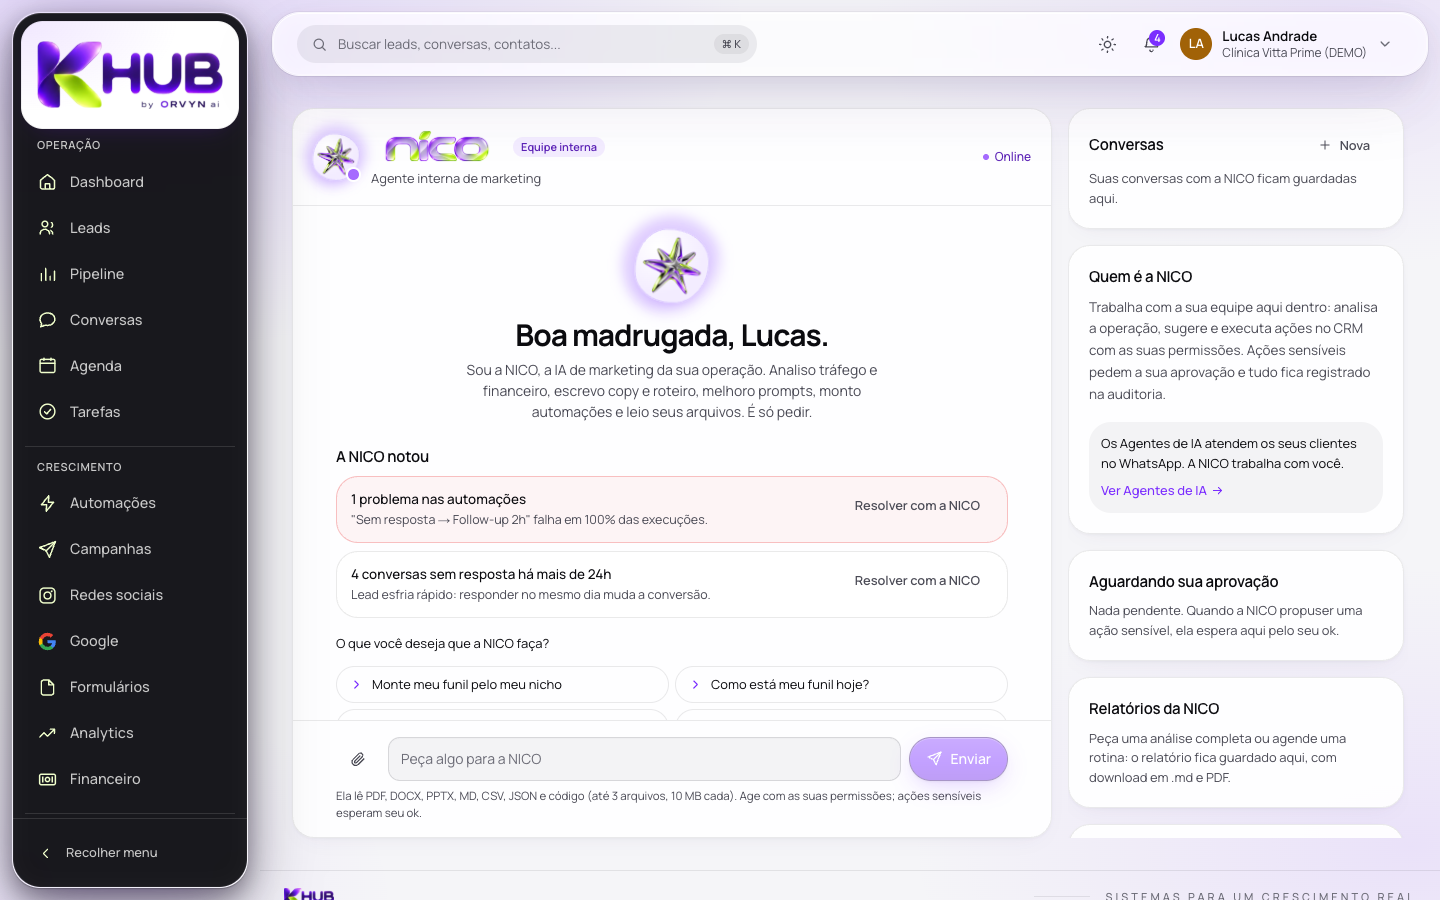 KHUB
by ORVYN ai
OPERAÇÃO
Dashboard
Leads
Pipeline
Conversas
Agenda
Tarefas
CRESCIMENTO
Automações
Campanhas
Redes sociais
Google
Formulários
Analytics
Financeiro
Recolher menu
Buscar leads, conversas, contatos...
⌘ K
4
LA
Lucas Andrade
Clínica Vitta Prime (DEMO)
nico
Equipe interna
Agente interna de marketing
Online
Boa madrugada, Lucas.
Sou a NICO, a IA de marketing da sua operação. Analiso tráfego e
financeiro, escrevo copy e roteiro, melhoro prompts, monto
automações e leio seus arquivos. É só pedir.
A NICO notou
1 problema nas automações
"Sem resposta → Follow-up 2h" falha em 100% das execuções.
Resolver com a NICO
4 conversas sem resposta há mais de 24h
Lead esfria rápido: responder no mesmo dia muda a conversão.
Resolver com a NICO
O que você deseja que a NICO faça?
Monte meu funil pelo meu nicho
Como está meu funil hoje?
Peça algo para a NICO
Enviar
Ela lê PDF, DOCX, PPTX, MD, CSV, JSON e código (até 3 arquivos, 10 MB cada). Age com as suas permissões; ações sensíveis
esperam seu ok.
Conversas
Nova
Suas conversas com a NICO ficam guardadas
aqui.
Quem é a NICO
Trabalha com a sua equipe aqui dentro: analisa
a operação, sugere e executa ações no CRM
com as suas permissões. Ações sensíveis
pedem a sua aprovação e tudo fica registrado
na auditoria.
Os Agentes de IA atendem os seus clientes
no WhatsApp. A NICO trabalha com você.
Ver Agentes de IA →
Aguardando sua aprovação
Nada pendente. Quando a NICO propuser uma
ação sensível, ela espera aqui pelo seu ok.
Relatórios da NICO
Peça uma análise completa ou agende uma
rotina: o relatório fica guardado aqui, com
download em .md e PDF.
KHUB
SISTEMAS PARA UM CRESCIMENTO REAL